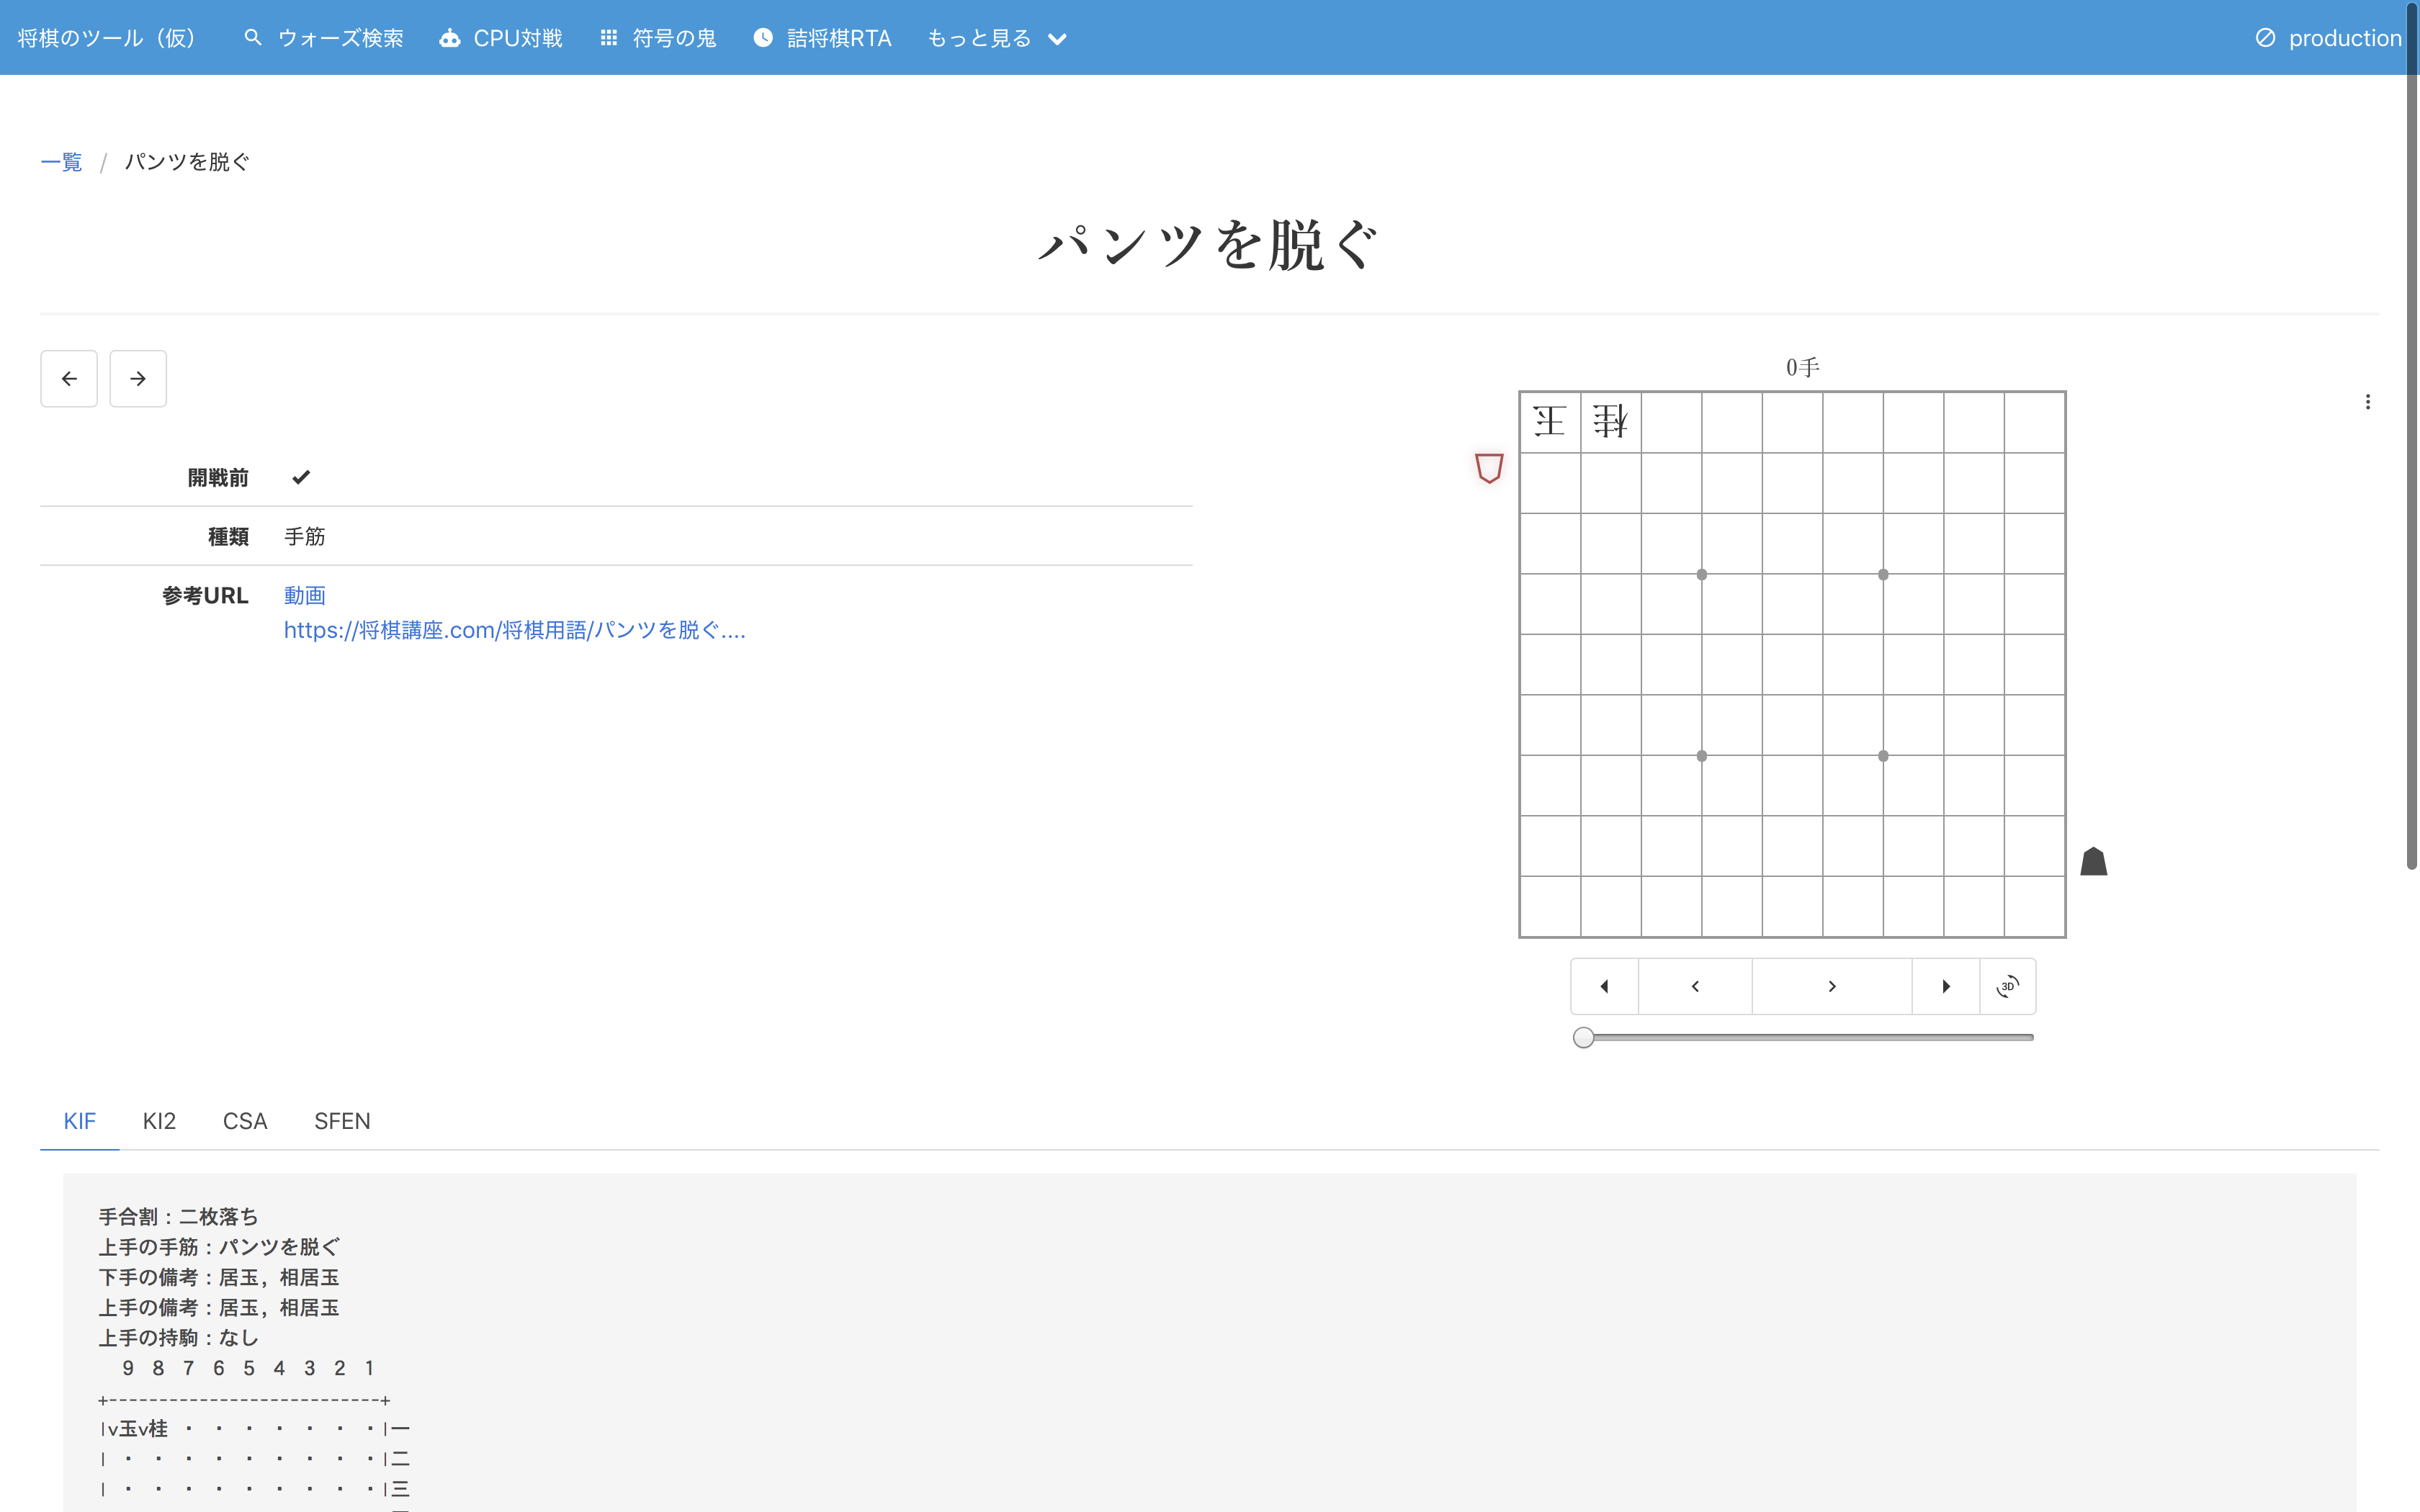 将棋のツール（仮） ウォーズ検索 CPU対戦 符号の鬼 詰将棋RTA もっと見る production
一覧 / パンツを脱ぐ
パンツを脱ぐ
開戦前
種類 手筋
参考URL 動画
https://将棋講座.com/将棋用語/パンツを脱ぐ....
0手
玉 桂
3D
KIF KI2 CSA SFEN
手合割：二枚落ち
上手の手筋：パンツを脱ぐ
下手の備考：居玉, 相居玉
上手の備考：居玉, 相居玉
上手の持駒：なし
9 8 7 6 5 4 3 2 1
+---------------------------+
|v玉v桂 ・ ・ ・ ・ ・ ・ ・|一
| ・ ・ ・ ・ ・ ・ ・ ・ ・|二
| ・ ・ ・ ・ ・ ・ ・ ・ ・|三